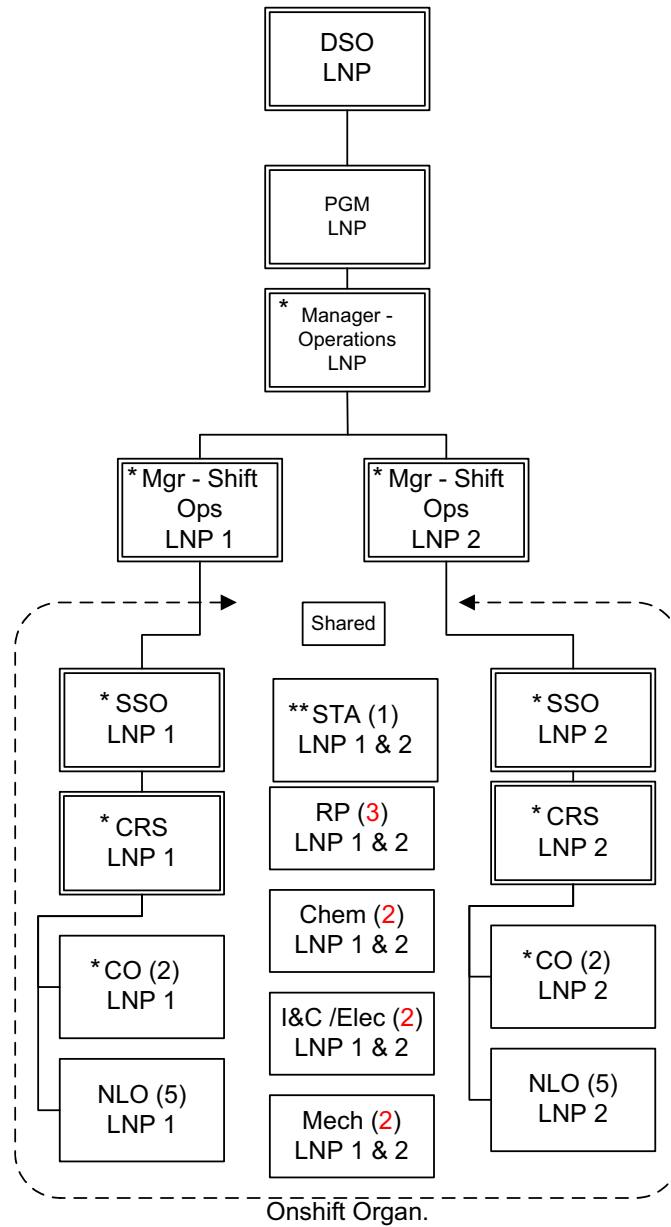 DSO
LNP
PGM
LNP
* Manager -
Operations
LNP
* Mgr - Shift
Ops
LNP 1
* Mgr - Shift
Ops
LNP 2
Shared
* SSO
LNP 1
* CRS
LNP 1
* CO (2)
LNP 1
NLO (5)
LNP 1
** STA (1)
LNP 1 & 2
RP (3)
LNP 1 & 2
Chem (2)
LNP 1 & 2
I&C /Elec (2)
LNP 1 & 2
Mech (2)
LNP 1 & 2
* SSO
LNP 2
* CRS
LNP 2
* CO (2)
LNP 2
NLO (5)
LNP 2
Onshift Organ.